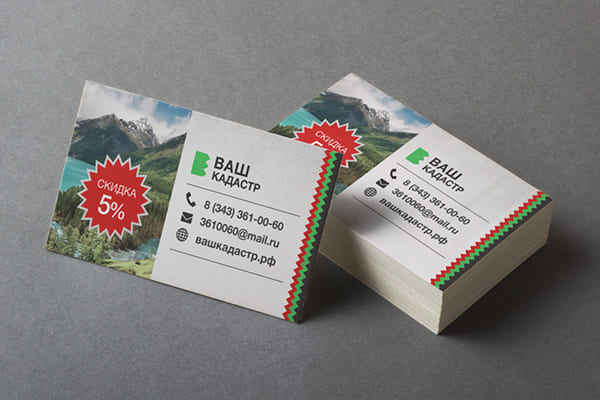 СКИДКА
5%
ВАШ
КАДАСТР
8 (343) 361-00-60
3610060@mail.ru
вашкадастр.рф
СКИДКА
ВАШ
КАДАСТР
8 (343) 361-00-60
3610060@mail.ru
вашкадастр.рф